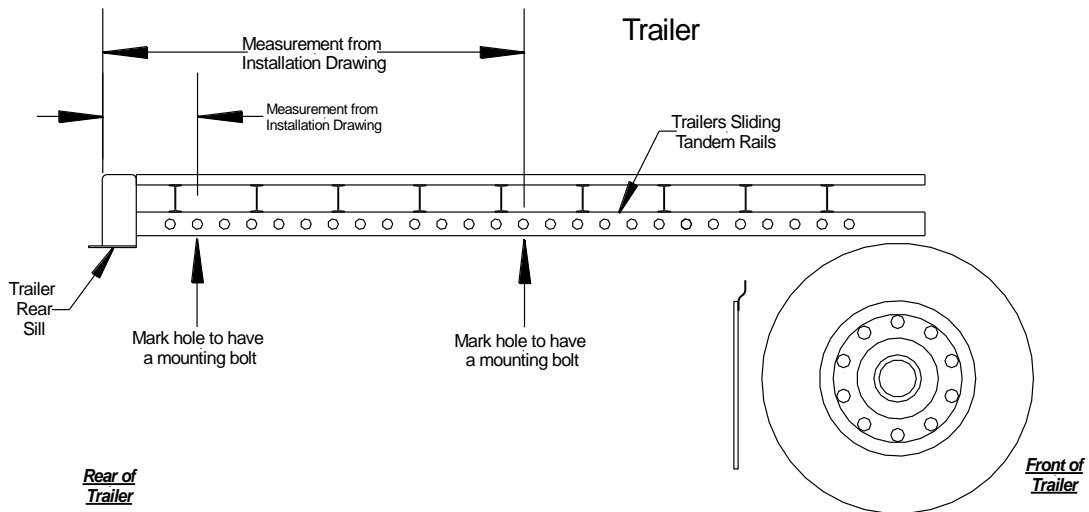 Trailer
Measurement from
Installation Drawing
Measurement from
Installation Drawing
Trailers Sliding
Tandem Rails
Trailer
Rear
Sill
Mark hole to have
a mounting bolt
Mark hole to have
a mounting bolt
Rear of
Trailer
Front of
Trailer